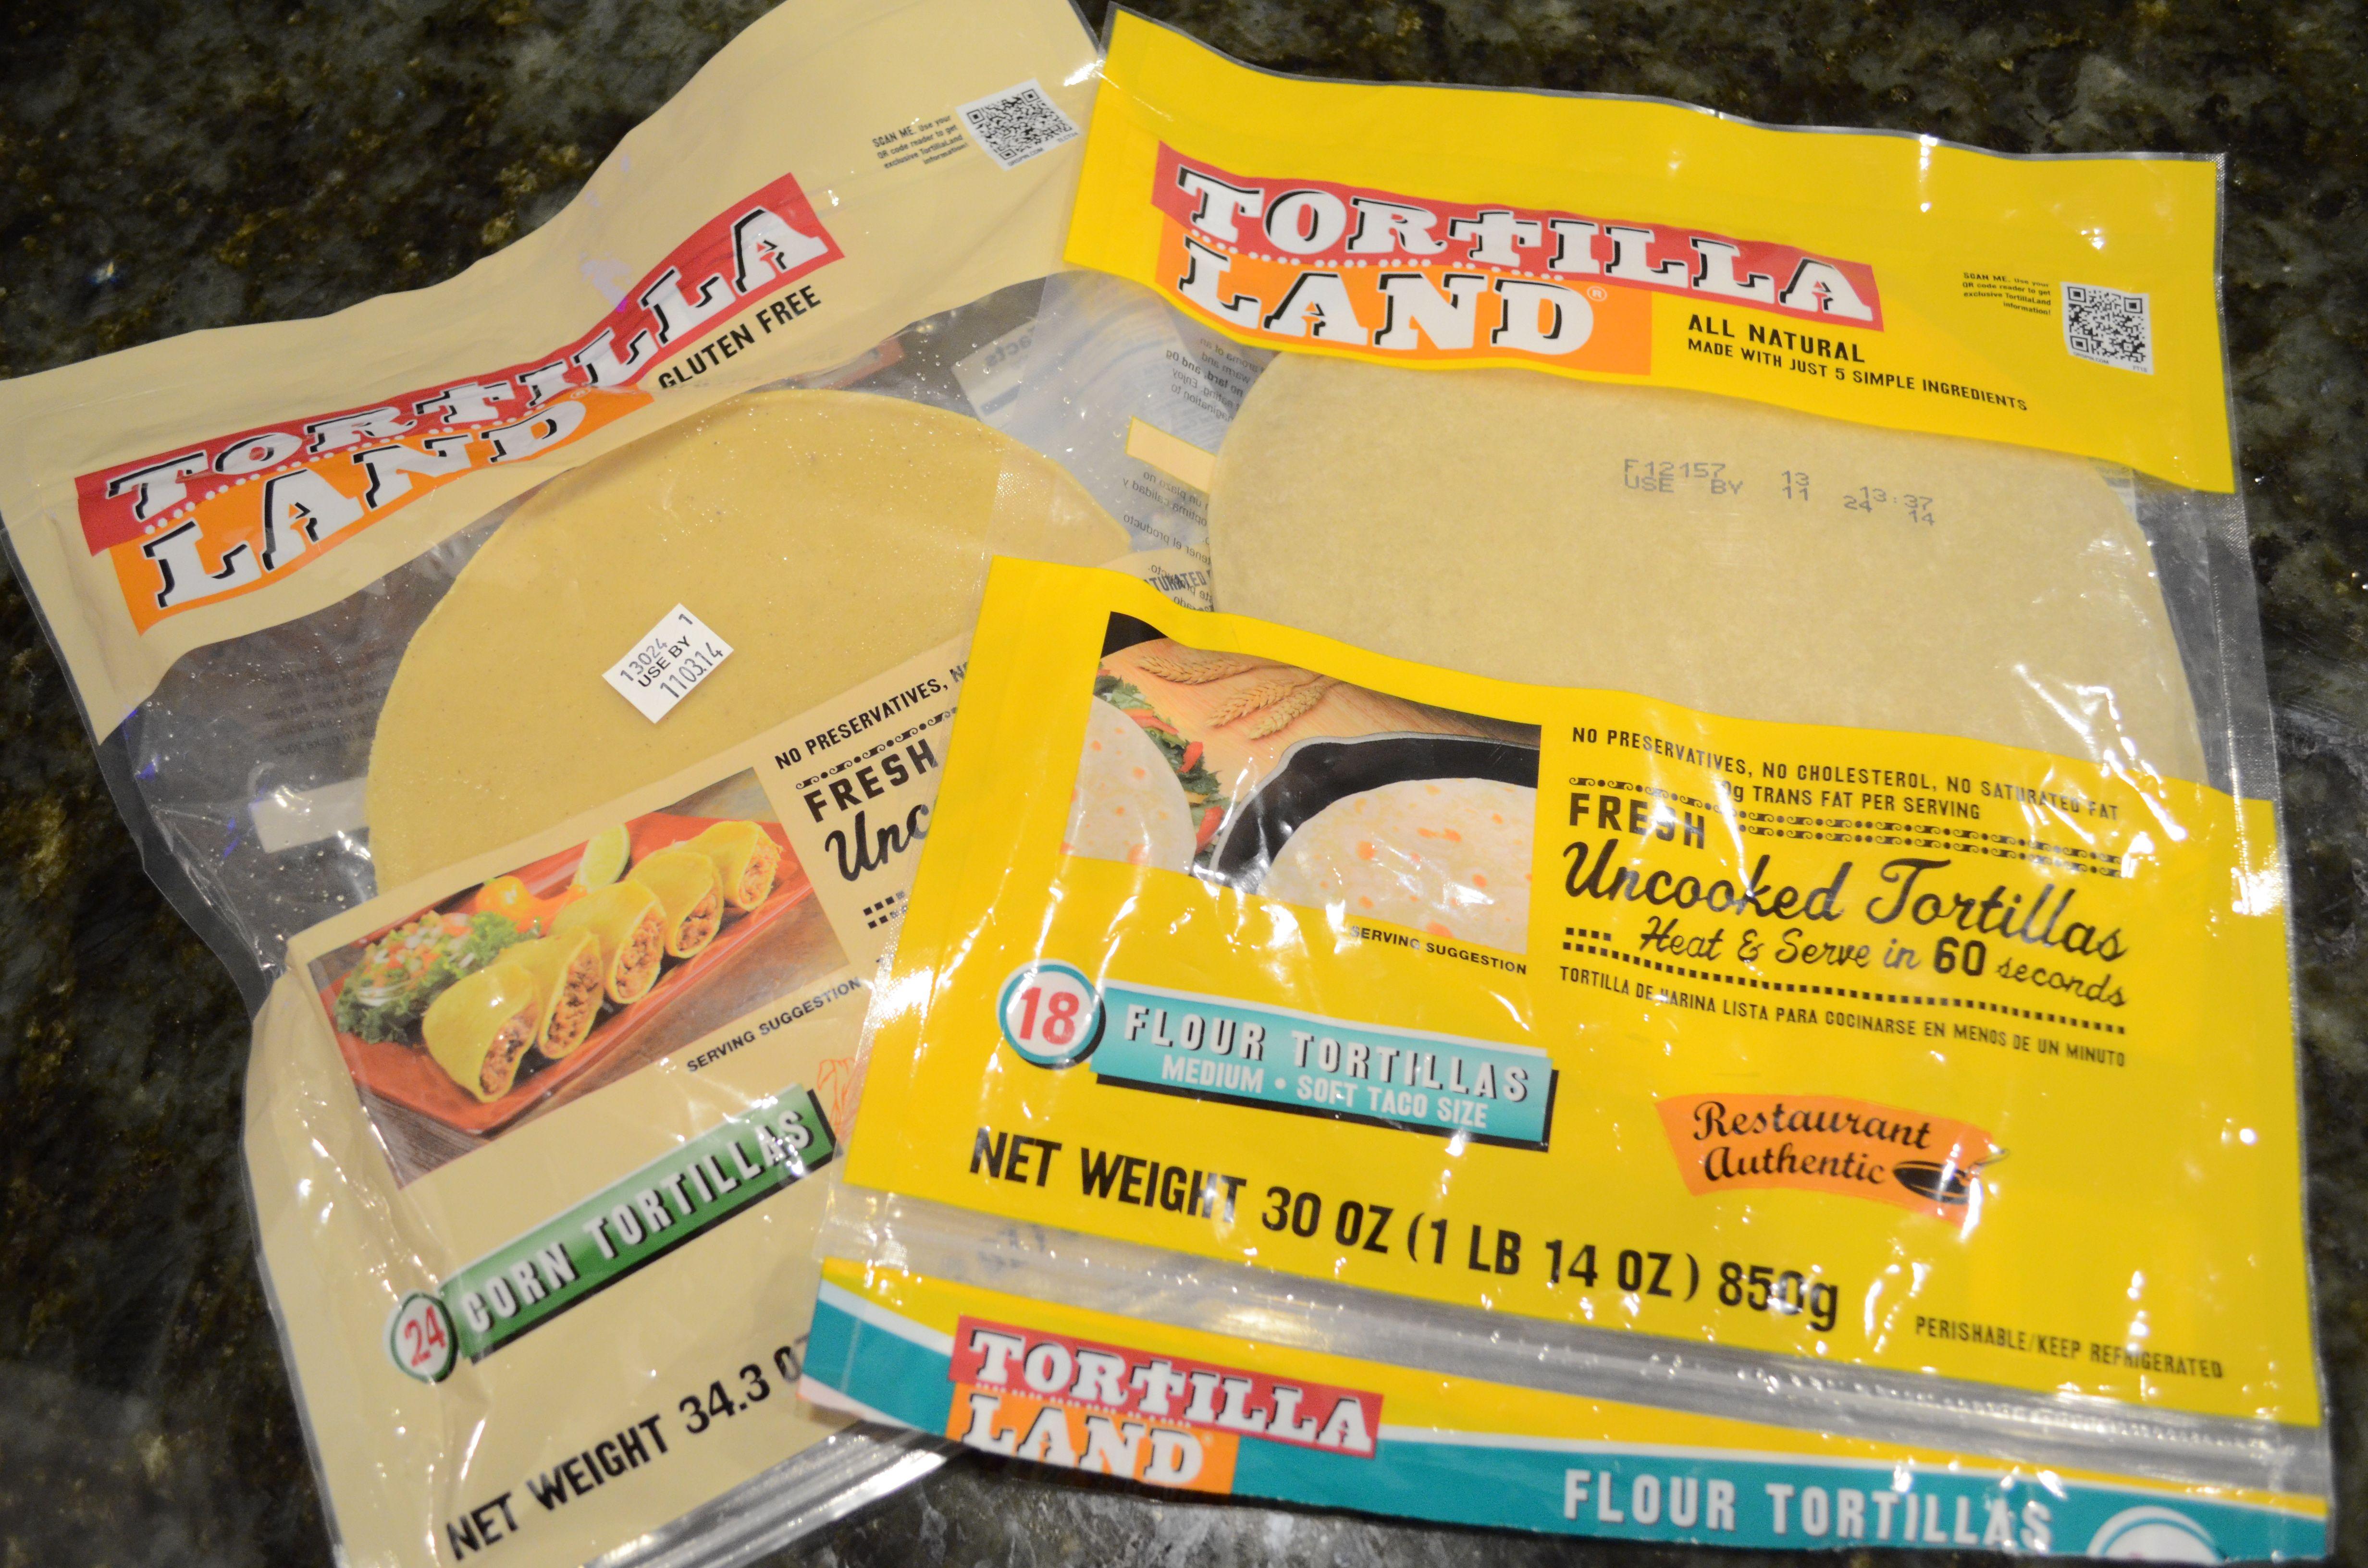 SCAN ME. Use your
QR code reader to get
exclusive TortillaLand
information!
QRSPIN.COM
TORTILLA
LAND®
GLUTEN FREE
13024 1
USE BY
110314
NO PRESERVATIVES,
FRESH
SERVING SUGGESTION
24 CORN TORTILLAS
NET WEIGHT 34.3
TORTILLA
LAND®
ALL NATURAL
MADE WITH JUST 5 SIMPLE INGREDIENTS
SCAN ME. Use your
QR code reader to get
exclusive TortillaLand
information!
QRSPIN.COM
F12157 13 13:37
USE BY 11 24 14
NO PRESERVATIVES, NO CHOLESTEROL, NO SATURATED FAT
0g TRANS FAT PER SERVING
FRESH
Uncooked Tortillas
Heat & Serve in 60 seconds
TORTILLA DE HARINA LISTA PARA COCINARSE EN MENOS DE UN MINUTO
SERVING SUGGESTION
18 FLOUR TORTILLAS
MEDIUM • SOFT TACO SIZE
Restaurant
Authentic
NET WEIGHT 30 OZ (1 LB 14 OZ) 850g
PERISHABLE/KEEP REFRIGERATED
TORTILLA
LAND
FLOUR TORTILLAS